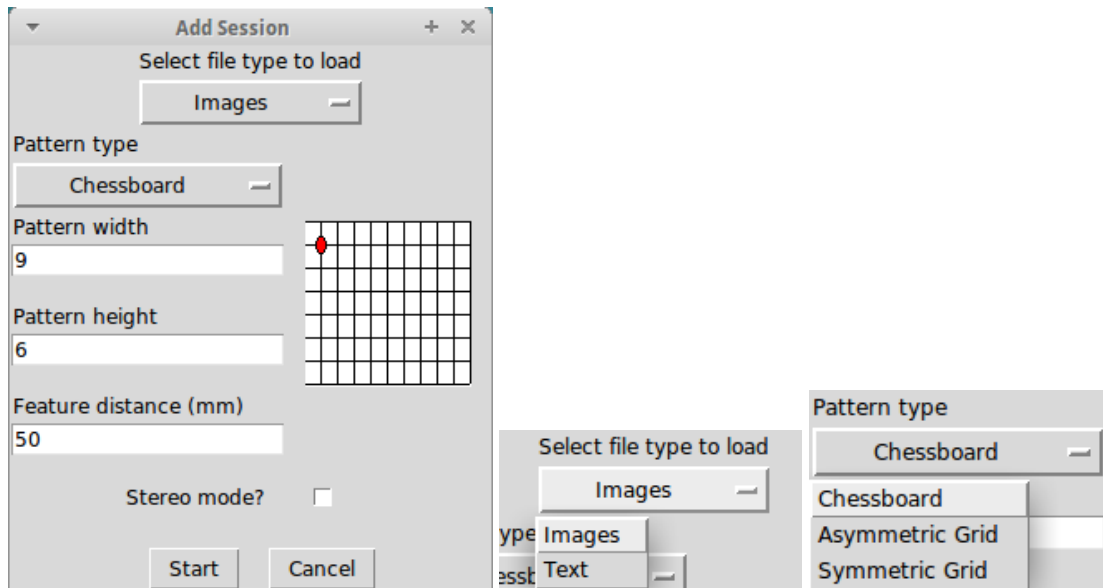 Add Session
Select file type to load
Images
Pattern type
Chessboard
Pattern width
9
Pattern height
6
Feature distance (mm)
50
Stereo mode?
Start Cancel
Select file type to load
Images
ype Images
essb Text
Pattern type
Chessboard
Chessboard
Asymmetric Grid
Symmetric Grid